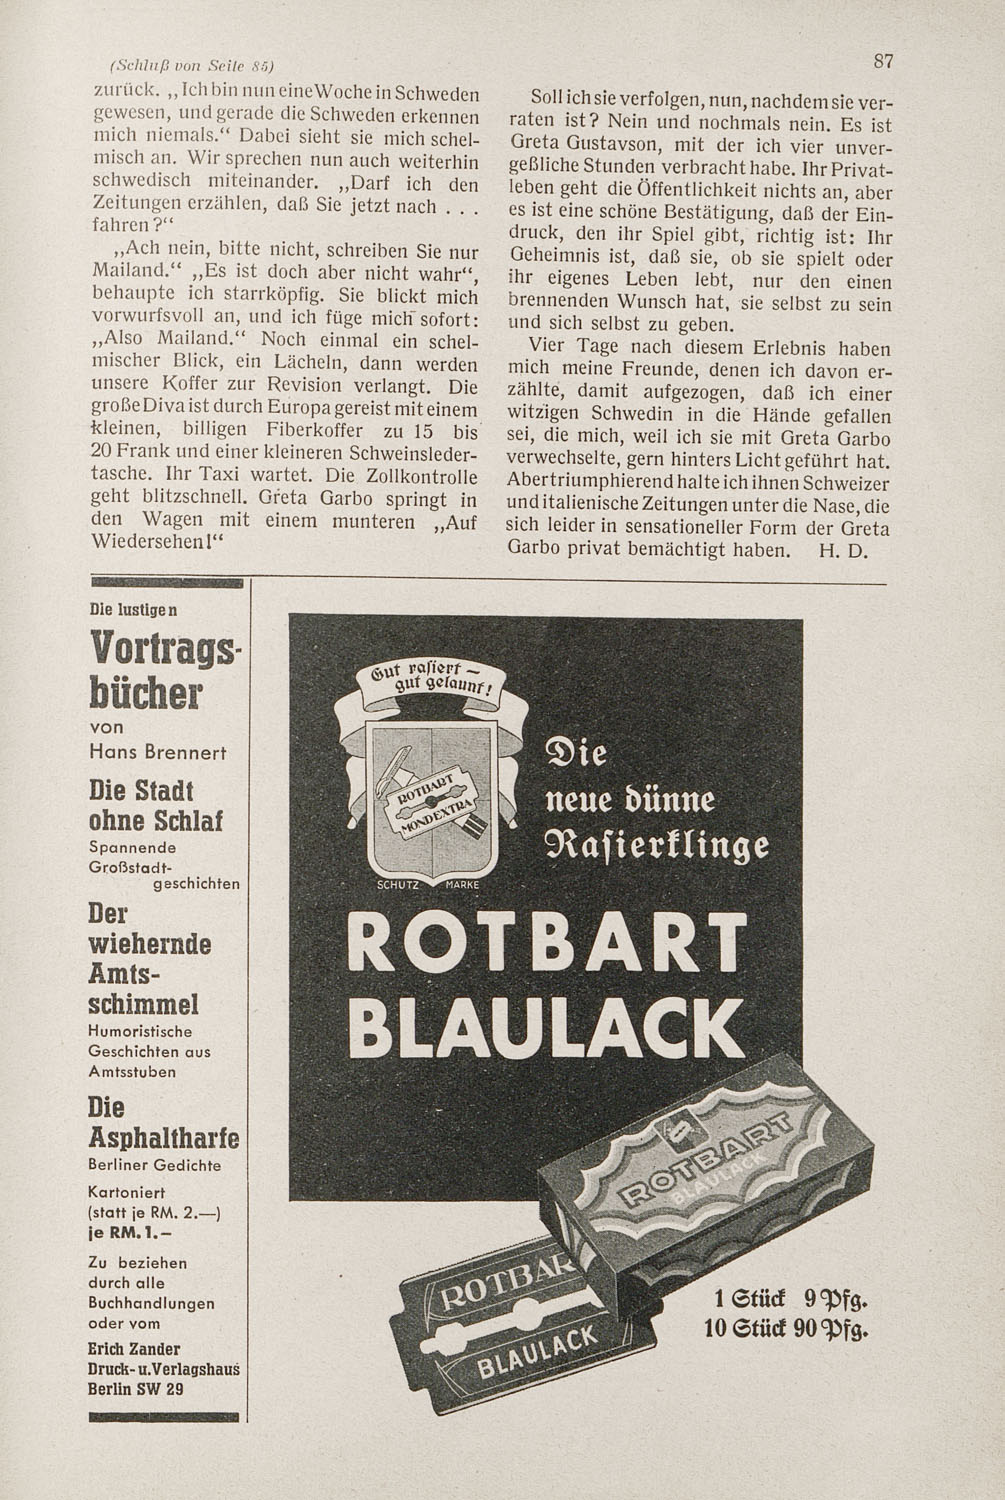 (Schluß von Seite 85)
87
zurück. „Ich bin nun eine Woche in Schweden
gewesen, und gerade die Schweden erkennen
mich niemals.“ Dabei sieht sie mich schel-
misch an. Wir sprechen nun auch weiterhin
schwedisch miteinander. „Darf ich den
Zeitungen erzählen, daß Sie jetzt nach . . .
fahren?“
„Ach nein, bitte nicht, schreiben Sie nur
Mailand.“ „Es ist doch aber nicht wahr“,
behaupte ich starrköpfig. Sie blickt mich
vorwurfsvoll an, und ich füge mich sofort:
„Also Mailand.“ Noch einmal ein schel-
mischer Blick, ein Lächeln, dann werden
unsere Koffer zur Revision verlangt. Die
große Diva ist durch Europa gereist mit einem
kleinen, billigen Fiberkoffer zu 15 bis
20 Frank und einer kleineren Schweinsleder-
tasche. Ihr Taxi wartet. Die Zollkontrolle
geht blitzschnell. Greta Garbo springt in
den Wagen mit einem munteren „Auf
Wiedersehen!“
Soll ich sie verfolgen, nun, nachdem sie ver-
raten ist? Nein und nochmals nein. Es ist
Greta Gustavson, mit der ich vier unver-
geßliche Stunden verbracht habe. Ihr Privat-
leben geht die Öffentlichkeit nichts an, aber
es ist eine schöne Bestätigung, daß der Ein-
druck, den ihr Spiel gibt, richtig ist: Ihr
Geheimnis ist, daß sie, ob sie spielt oder
ihr eigenes Leben lebt, nur den einen
brennenden Wunsch hat, sie selbst zu sein
und sich selbst zu geben.
Vier Tage nach diesem Erlebnis haben
mich meine Freunde, denen ich davon er-
zählte, damit aufgezogen, daß ich einer
witzigen Schwedin in die Hände gefallen
sei, die mich, weil ich sie mit Greta Garbo
verwechselte, gern hinters Licht geführt hat.
Aber triumphierend halte ich ihnen Schweizer
und italienische Zeitungen unter die Nase, die
sich leider in sensationeller Form der Greta
Garbo privat bemächtigt haben. H. D.
Die lustigen
Vortrags-
bücher
von
Hans Brennert
Die Stadt
ohne Schlaf
Spannende
Großstadt-
geschichten
Der
wiehernde
Amts-
schimmel
Humoristische
Geschichten aus
Amtsstuben
Die
Asphaltharfe
Berliner Gedichte
Kartoniert
(statt je RM. 2.—)
je RM. 1.–
Zu beziehen
durch alle
Buchhandlungen
oder vom
Erich Zander
Druck- u. Verlagshaus
Berlin SW 29
Gut rasiert –
gut gelaunt!
ROTBART
MOND EXTRA
SCHUTZ MARKE
Die
neue dünne
Rasierklinge
ROTBART
BLAULACK
ROTBART
BLAULACK
ROTBAR
BLAULACK
1 Stück 9 Pfg.
10 Stück 90 Pfg.